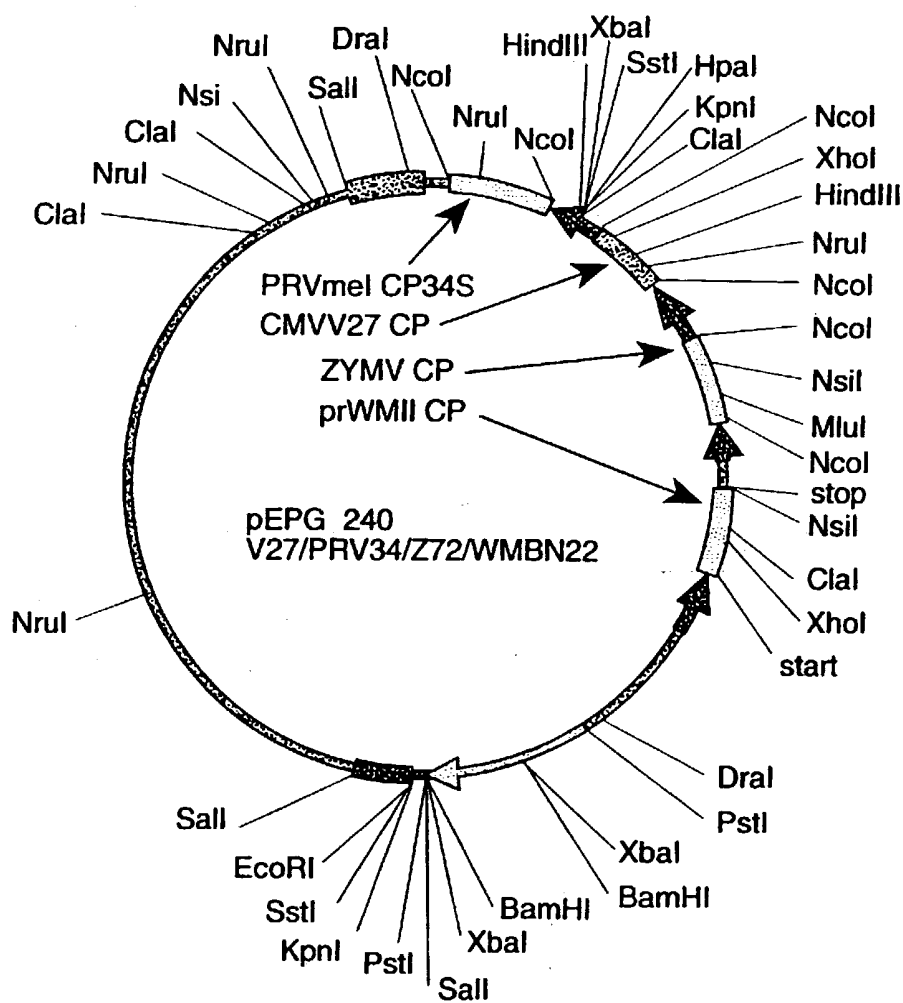 NruI
DraI
HindIII
XbaI
SstI
HpaI
Nsi
SalI
NcoI
KpnI
ClaI
NruI
NcoI
ClaI
NcoI
NruI
XhoI
ClaI
HindIII
NruI
PRVmel CP34S
NcoI
CMVV27 CP
NcoI
ZYMV CP
NsiI
prWMII CP
MluI
NcoI
stop
NsiI
pEPG 240
V27/PRV34/Z72/WMBN22
ClaI
XhoI
NruI
start
DraI
PstI
SalI
XbaI
EcoRI
BamHI
SstI
BamHI
KpnI
XbaI
PstI
SalI